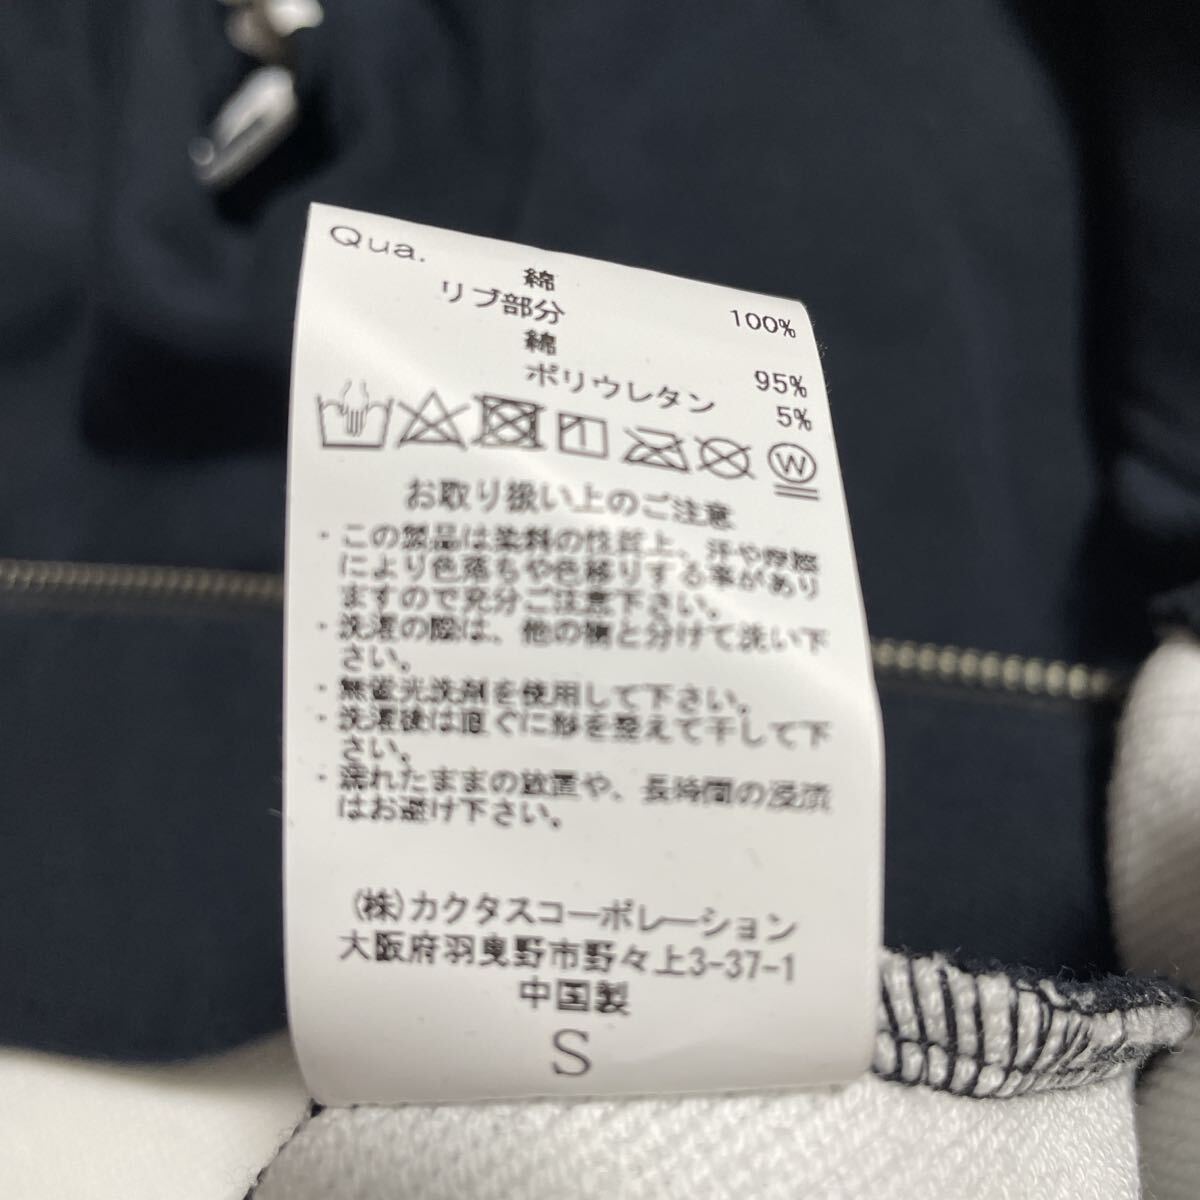 Qua.
綿 100%
リブ部分
綿 95%
ポリウレタン 5%
W
お取り扱い上のご注意
・この製品は染料の性質上、汗や摩擦
により色落ちや色移りする事があり
ますので充分ご注意下さい。
・洗濯の際は、他の物と分けて洗い下
さい。
・無蛍光洗剤を使用して下さい。
・洗濯後は直ぐに形を整えて干して下
さい。
・濡れたままの放置や、長時間の浸漬
はお避け下さい。
(株)カクタスコーポレーション
大阪府羽曳野市野々上3-37-1
中国製
S